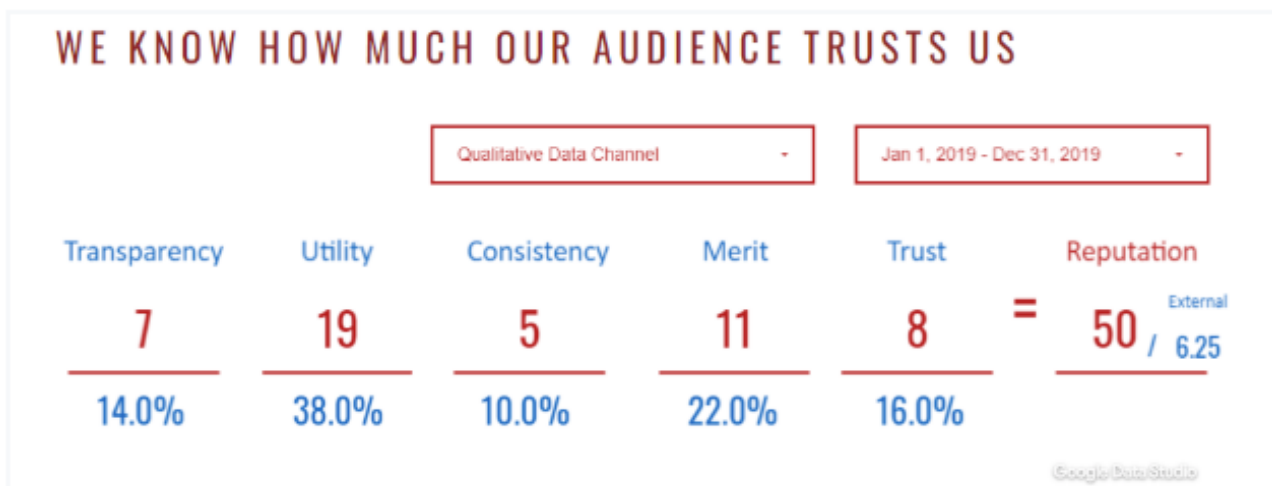 WE KNOW HOW MUCH OUR AUDIENCE TRUSTS US
Qualitative Data Channel
Jan 1, 2019 - Dec 31, 2019
Transparency Utility Consistency Merit Trust Reputation
7 19 5 11 8 = 50 / External 6.25
14.0% 38.0% 10.0% 22.0% 16.0%
Google Data Studio